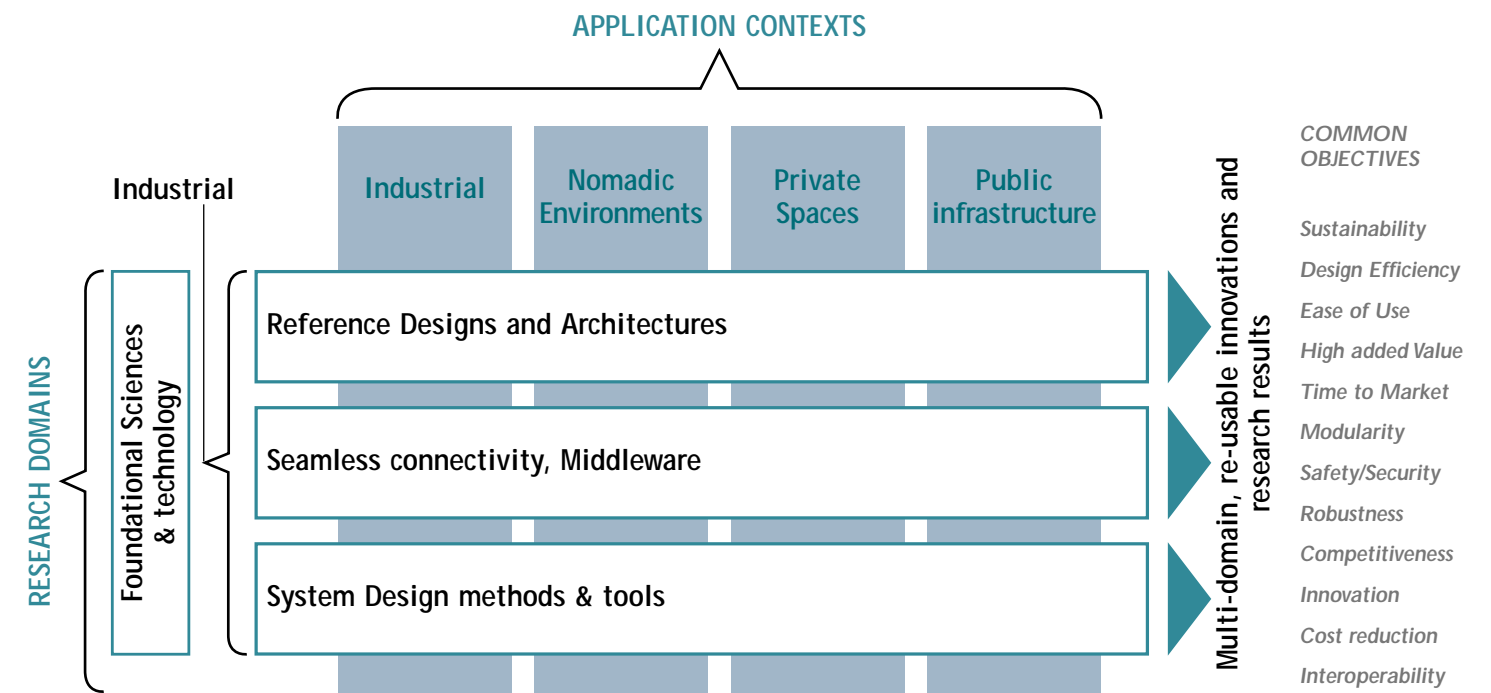 APPLICATION CONTEXTS
Industrial
Industrial
Nomadic
Environments
Private
Spaces
Public
infrastructure
RESEARCH DOMAINS
Foundational Sciences
& technology
Reference Designs and Architectures
Seamless connectivity, Middleware
System Design methods & tools
Multi-domain, re-usable innovations and
research results
COMMON
OBJECTIVES
Sustainability
Design Efficiency
Ease of Use
High added Value
Time to Market
Modularity
Safety/Security
Robustness
Competitiveness
Innovation
Cost reduction
Interoperability